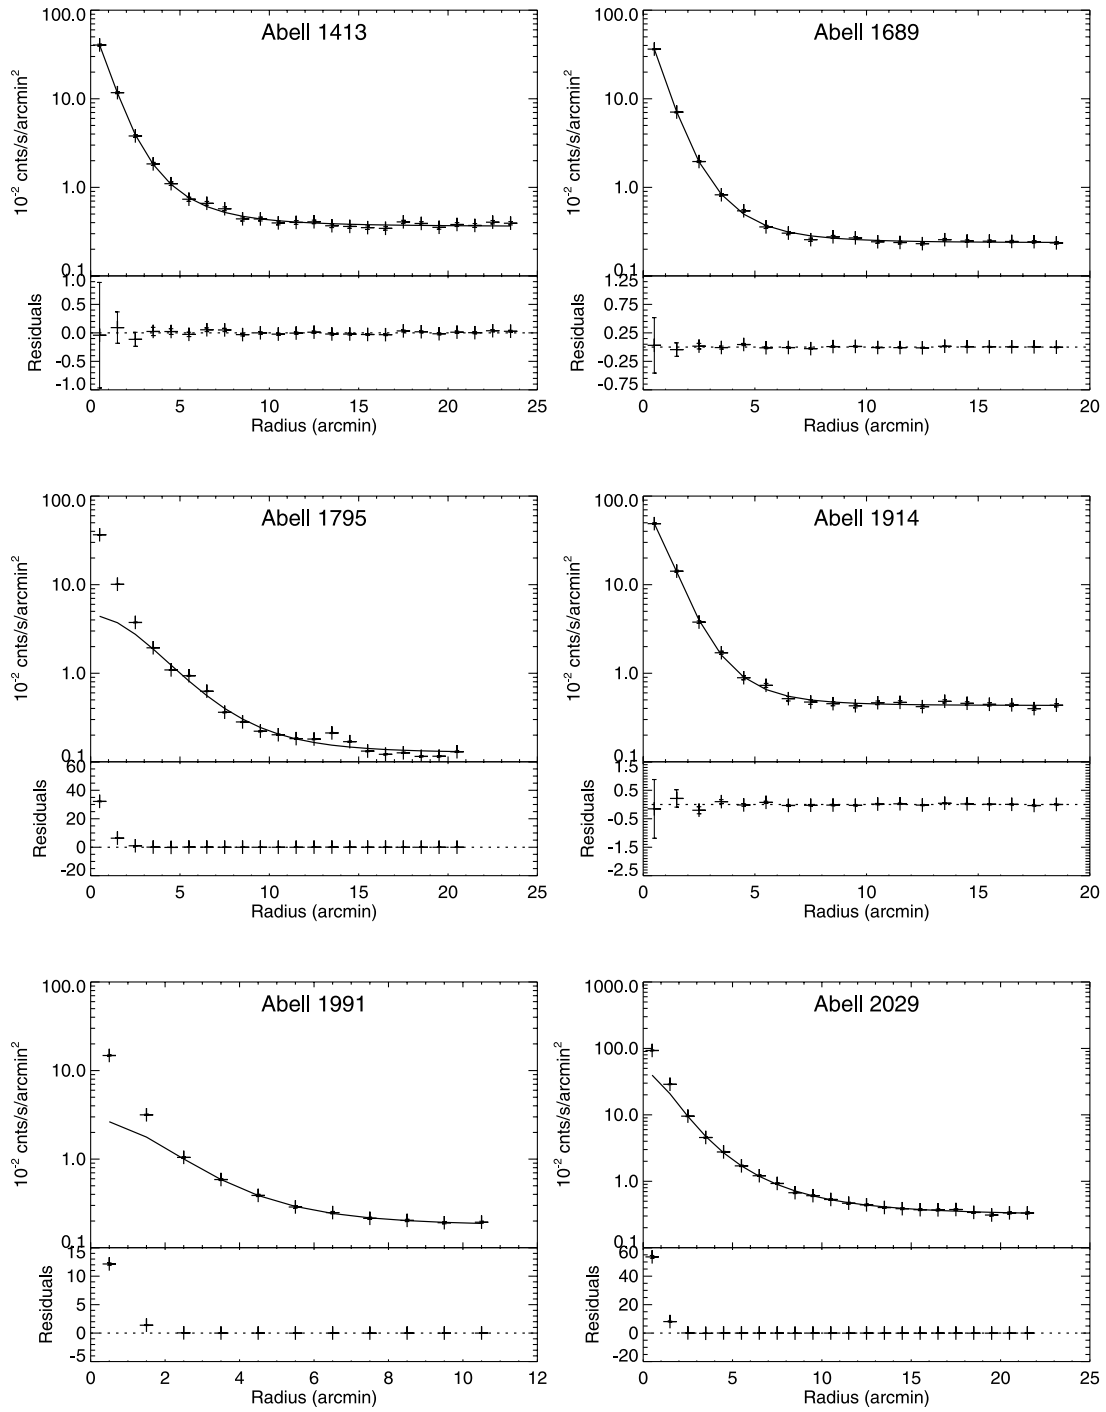 Abell 1413
100.0
10.0
1.0
0.1
10⁻² cnts/s/arcmin²
1.0
0.5
0.0
-0.5
-1.0
Residuals
0 5 10 15 20 25
Radius (arcmin)
Abell 1689
100.0
10.0
1.0
0.1
10⁻² cnts/s/arcmin²
1.25
0.75
0.25
-0.25
-0.75
Residuals
0 5 10 15 20
Radius (arcmin)
Abell 1795
100.0
10.0
1.0
0.1
10⁻² cnts/s/arcmin²
60
40
20
0
-20
Residuals
0 5 10 15 20 25
Radius (arcmin)
Abell 1914
100.0
10.0
1.0
0.1
10⁻² cnts/s/arcmin²
1.5
0.5
-0.5
-1.5
-2.5
Residuals
0 5 10 15 20
Radius (arcmin)
Abell 1991
100.0
10.0
1.0
0.1
10⁻² cnts/s/arcmin²
15
10
5
0
-5
Residuals
0 2 4 6 8 10 12
Radius (arcmin)
Abell 2029
1000.0
100.0
10.0
1.0
0.1
10⁻² cnts/s/arcmin²
60
40
20
0
-20
Residuals
0 5 10 15 20 25
Radius (arcmin)